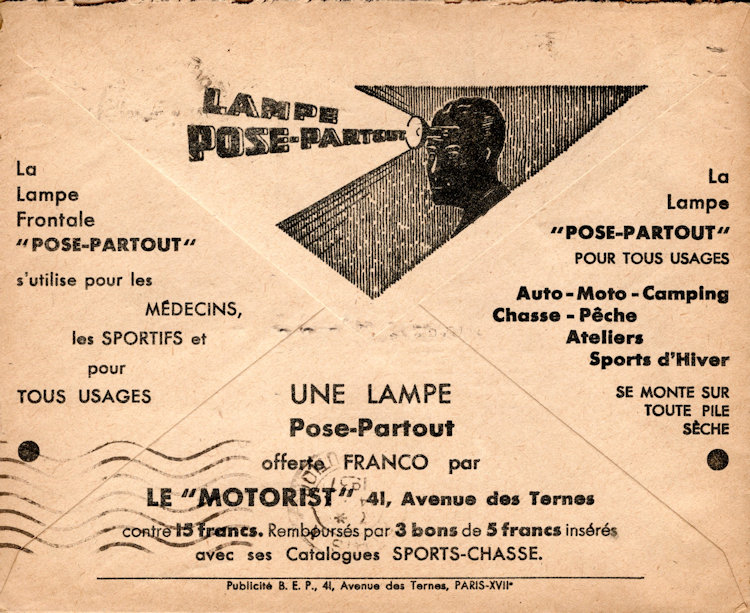 LAMPE
POSE-PARTOUT
La
Lampe
Frontale
"POSE-PARTOUT"
s'utilise pour les
MÉDECINS,
les SPORTIFS et
pour
TOUS USAGES
La
Lampe
"POSE-PARTOUT"
POUR TOUS USAGES
Auto - Moto - Camping
Chasse - Pêche
Ateliers
Sports d'Hiver
SE MONTE SUR
TOUTE PILE
SÈCHE
UNE LAMPE
Pose-Partout
offerte FRANCO par
LE "MOTORIST" 41, Avenue des Ternes
contre 15 francs. Remboursés par 3 bons de 5 francs insérés
avec ses Catalogues SPORTS-CHASSE.
Publicité B. E. P., 41, Avenue des Ternes, PARIS-XVIIe